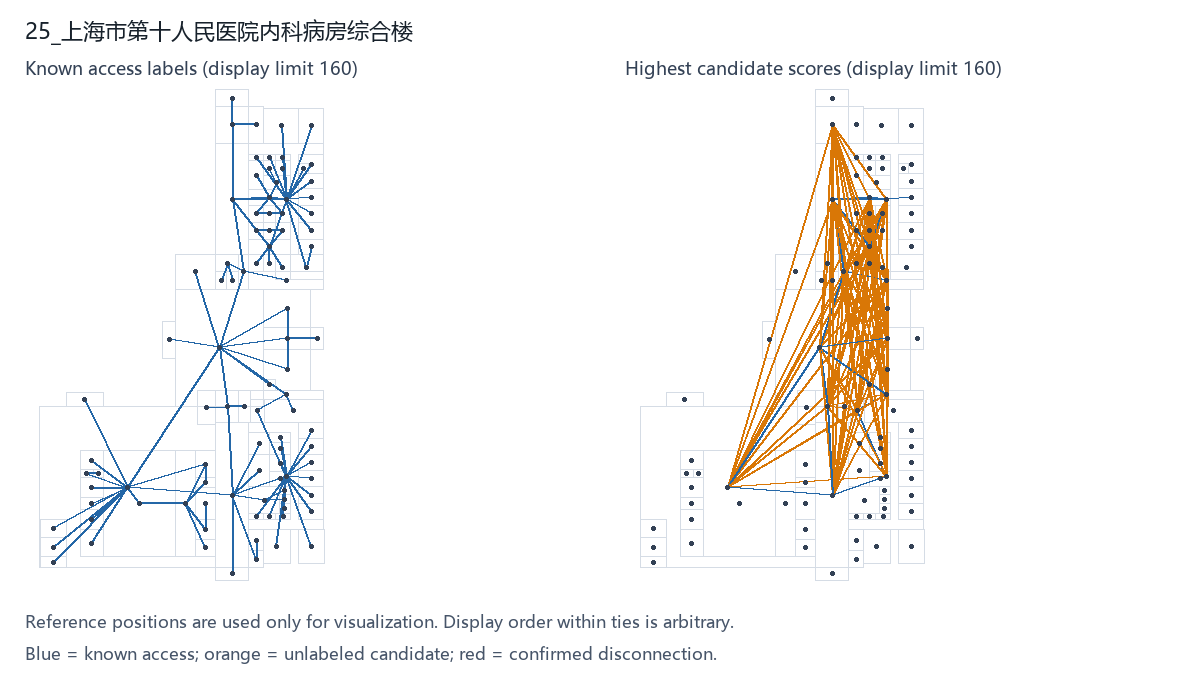 25_上海市第十人民医院内科病房综合楼
Known access labels (display limit 160)
Highest candidate scores (display limit 160)
Reference positions are used only for visualization. Display order within ties is arbitrary.
Blue = known access; orange = unlabeled candidate; red = confirmed disconnection.